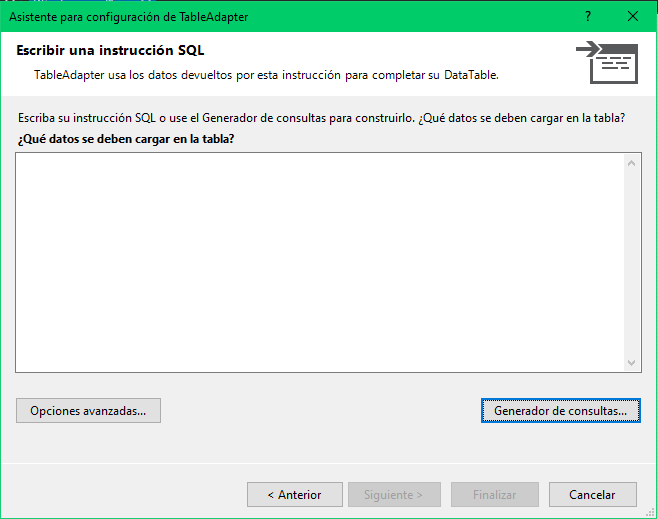 Asistente para configuración de TableAdapter
?
Escribir una instrucción SQL
TableAdapter usa los datos devueltos por esta instrucción para completar su DataTable.
Escriba su instrucción SQL o use el Generador de consultas para construirlo. ¿Qué datos se deben cargar en la tabla?
¿Qué datos se deben cargar en la tabla?
Opciones avanzadas...
Generador de consultas...
< Anterior
Siguiente >
Finalizar
Cancelar